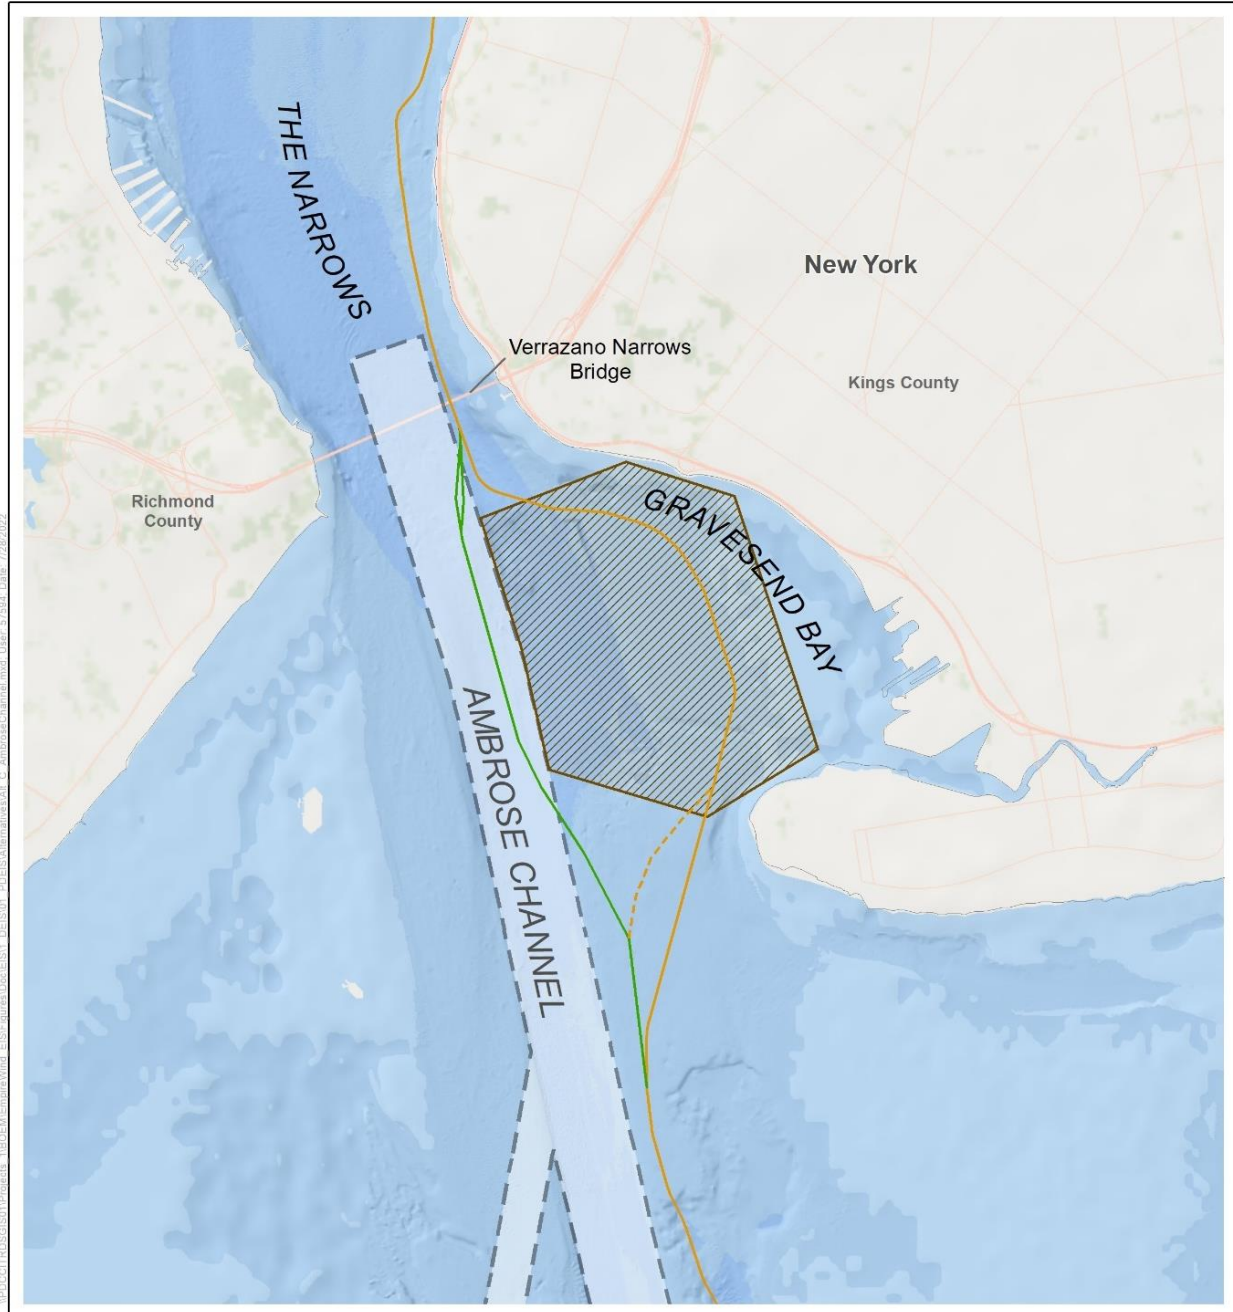 THE NARROWS
New York
Verrazano Narrows
Bridge
Kings County
Richmond
County
GRAVESEND BAY
AMBROSE CHANNEL